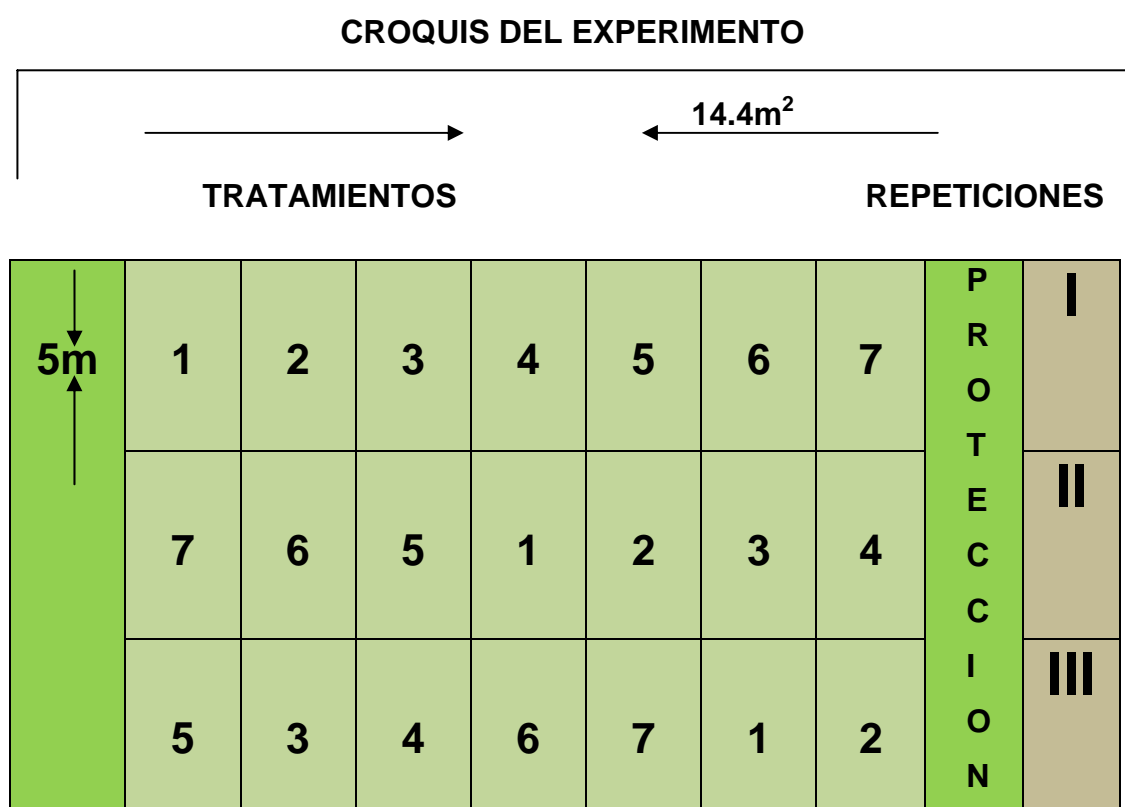 CROQUIS DEL EXPERIMENTO
14.4m²
TRATAMIENTOS REPETICIONES
5m 1 2 3 4 5 6 7 I
7 6 5 1 2 3 4 II
5 3 4 6 7 1 2 III
P
R
O
T
E
C
C
I
O
N